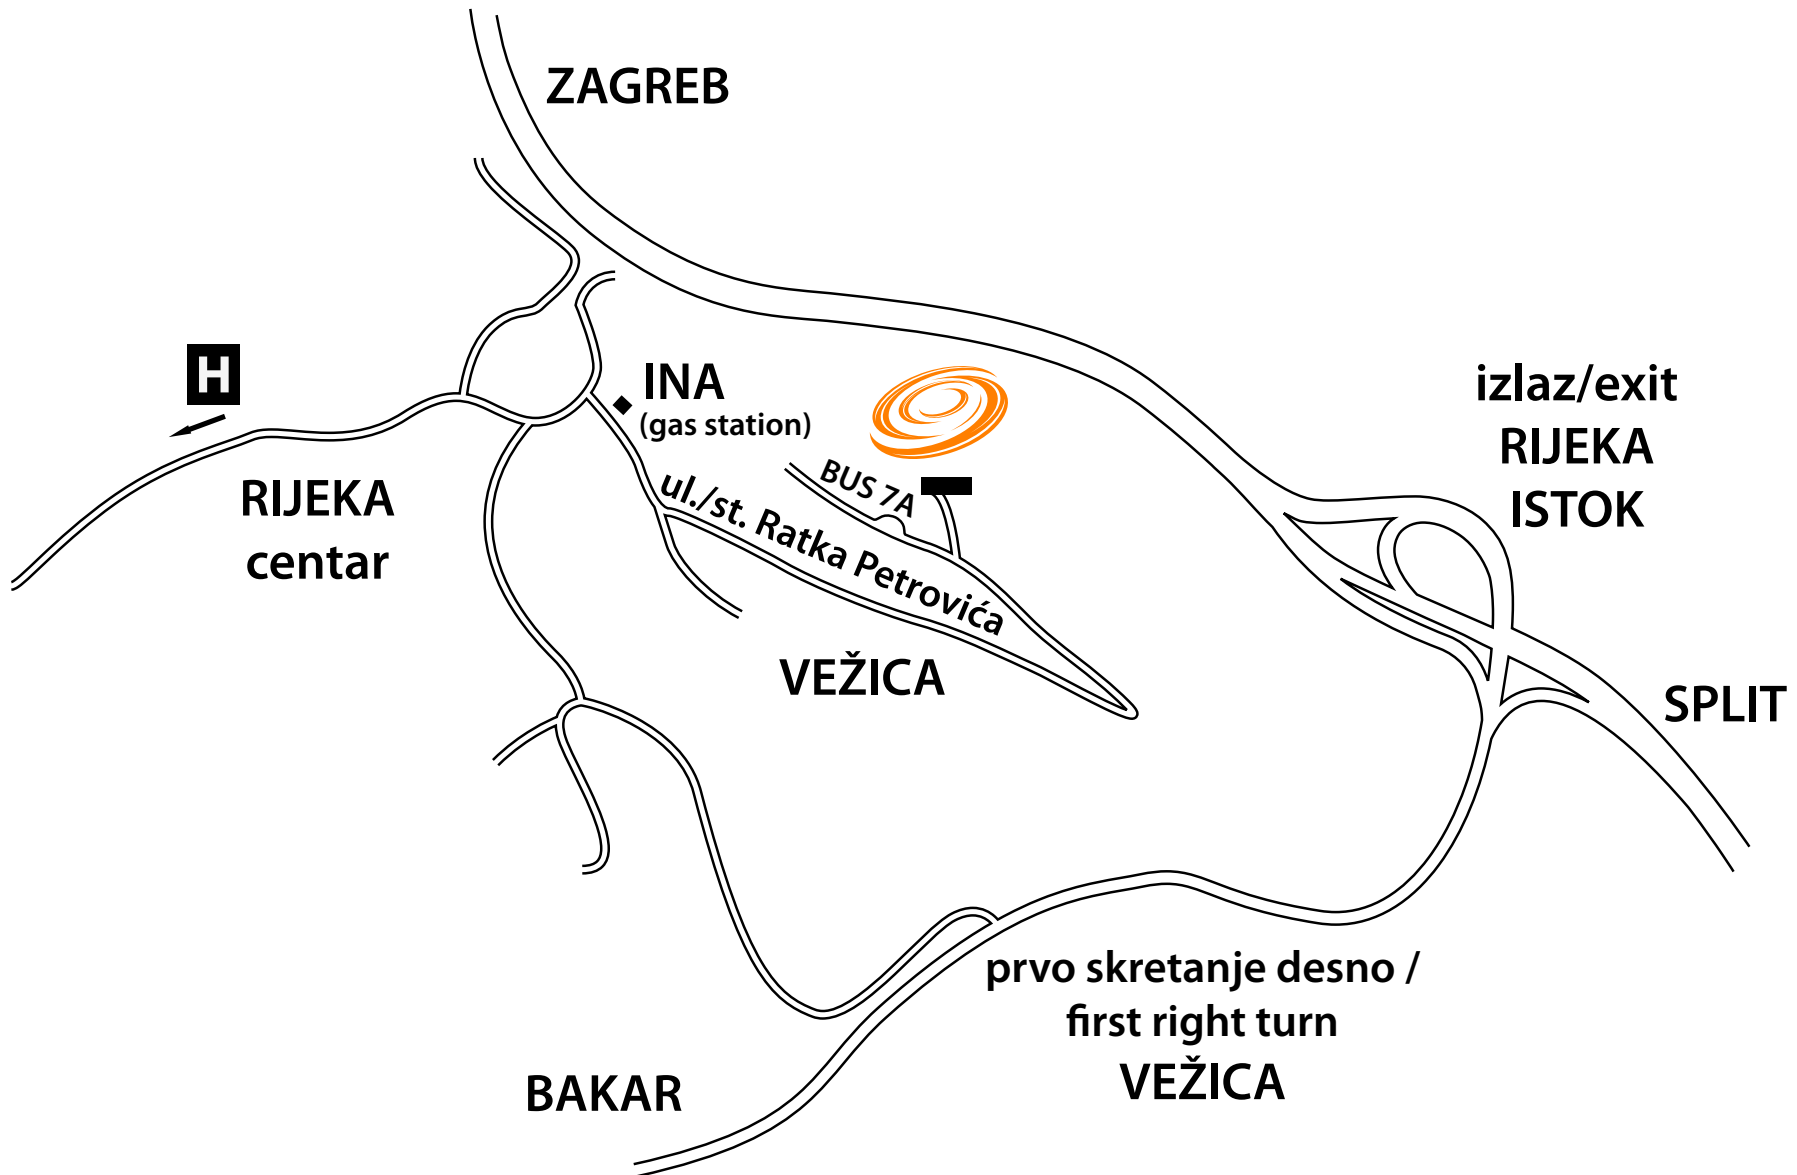 ZAGREB
H
INA
(gas station)
izlaz/exit
RIJEKA
ISTOK
BUS 7A
RIJEKA
centar
ul./st. Ratka Petrovića
VEŽICA
SPLIT
prvo skretanje desno /
first right turn
VEŽICA
BAKAR